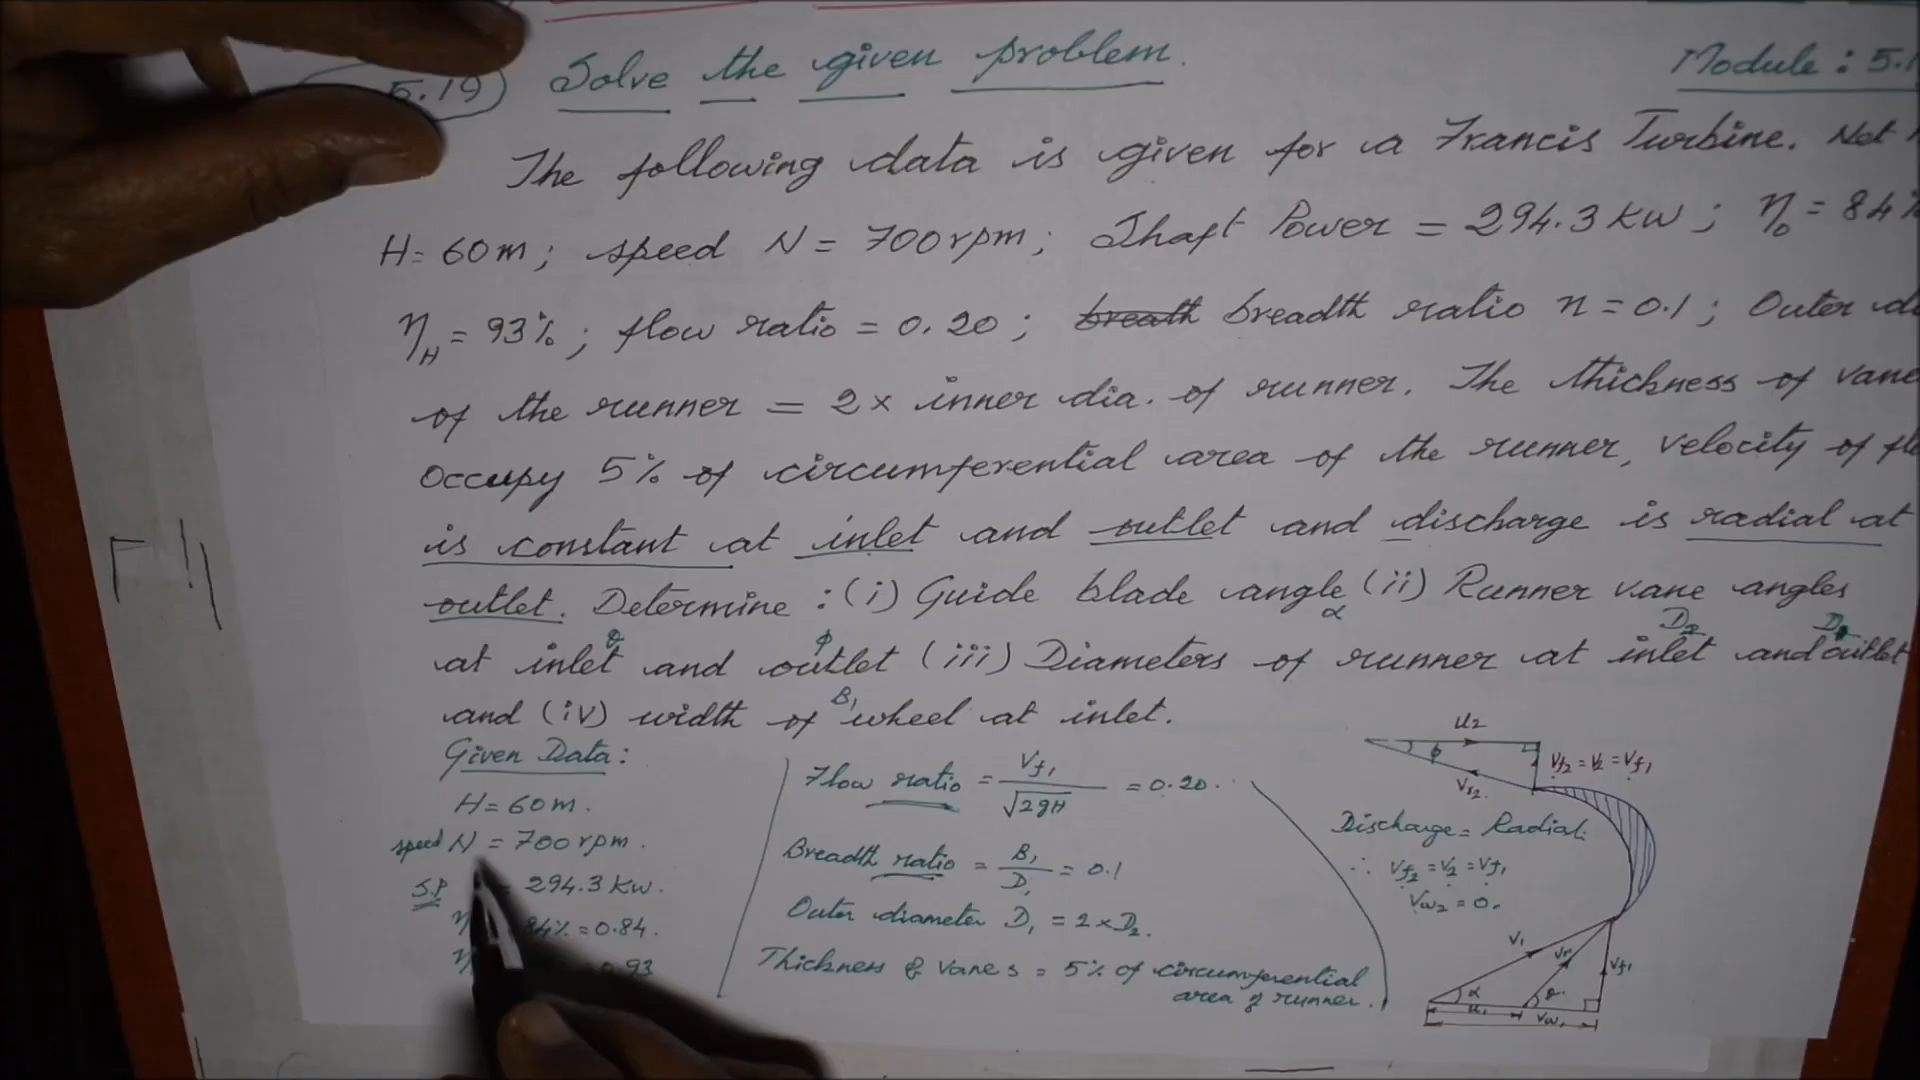 5.19) Solve the given problem. Module: 5.1
The following data is given for a Francis Turbine. Net
H = 60m; speed N = 700rpm; Shaft Power = 294.3 KW; η₀ = 84%
η_H = 93%; flow ratio = 0.20; breath breadth ratio n = 0.1; Outer
of the runner = 2 × inner dia. of runner. The thickness of vane
occupy 5% of circumferential area of the runner, velocity of
is constant at inlet and outlet and discharge is radial at
outlet. Determine : (i) Guide blade angle (ii) Runner vane angles
α
D₂
θ
φ
at inlet and outlet (iii) Diameters of runner at inlet and outlet
B₁
and (iv) width of wheel at inlet.
Given Data:
H = 60m.
speed N = 700 rpm.
S.P = 294.3 KW.
84% = 0.84.
0.93
Flow ratio = Vf₁ / √2gH = 0.20.
Breadth ratio = B₁ / D₁ = 0.1
Outer diameter D₁ = 2 × D₂.
Thickness of vanes = 5% of circumferential
area of runner.
u₂
φ
Vf₂ = V₂ = Vf₁
Vr₂
Discharge = Radial.
∴ Vf₂ = V₂ = Vf₁
Vw₂ = 0.
V₁
Vr₁
Vf₁
α
θ
u₁
Vw₁